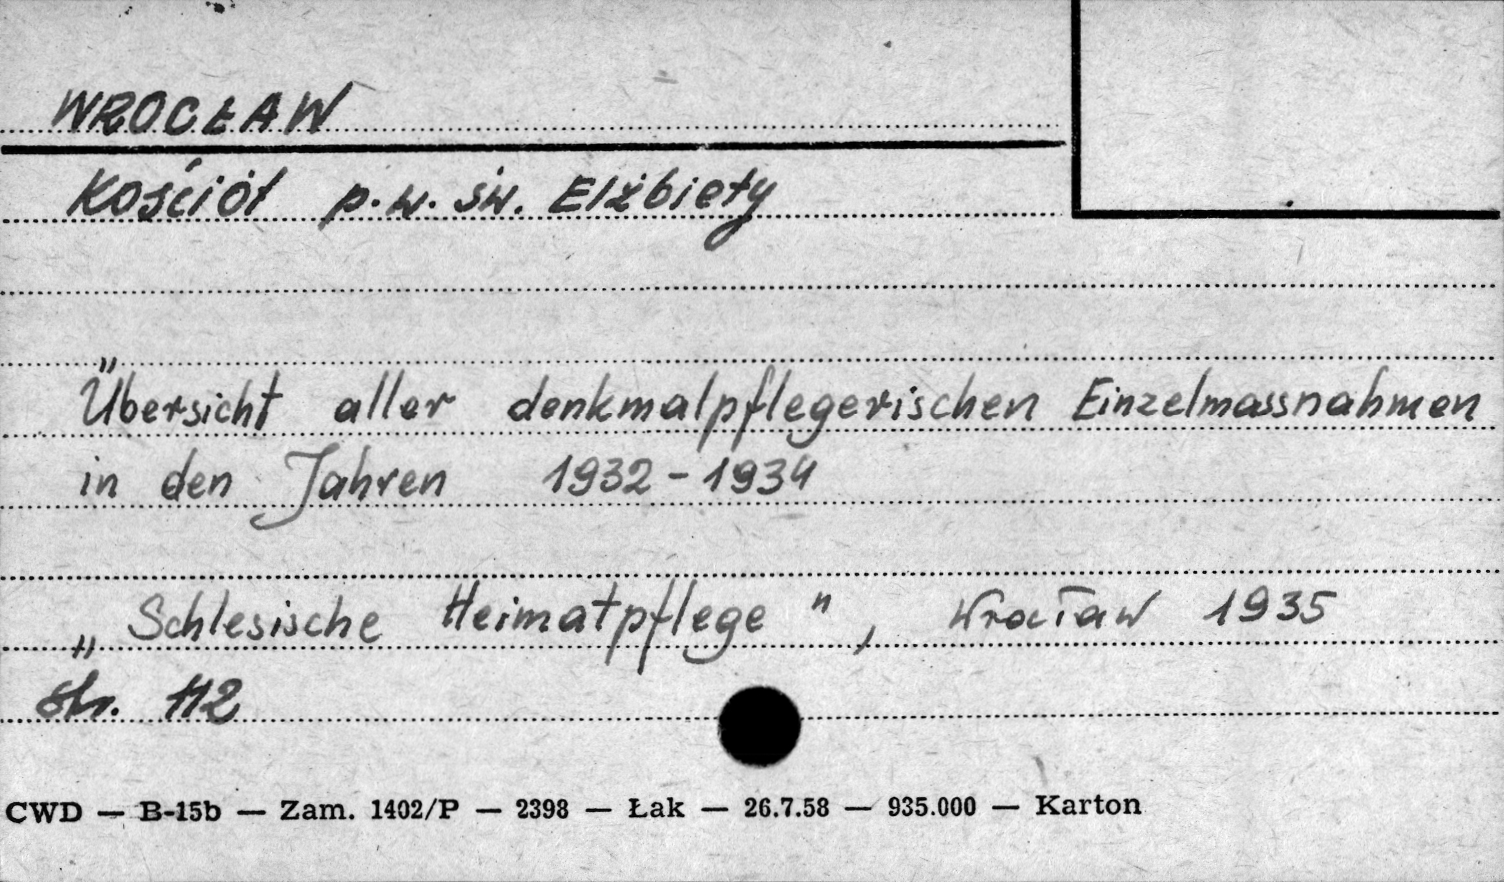 WROCŁAW
Kościół p.w. św. Elżbiety
Übersicht aller denkmalpflegerischen Einzelmassnahmen
in den Jahren 1932-1934
„Schlesische Heimatpflege", Wrocław 1935
str. 112
CWD — B-15b — Zam. 1402/P — 2398 — Łak — 26.7.58 — 935.000 — Karton